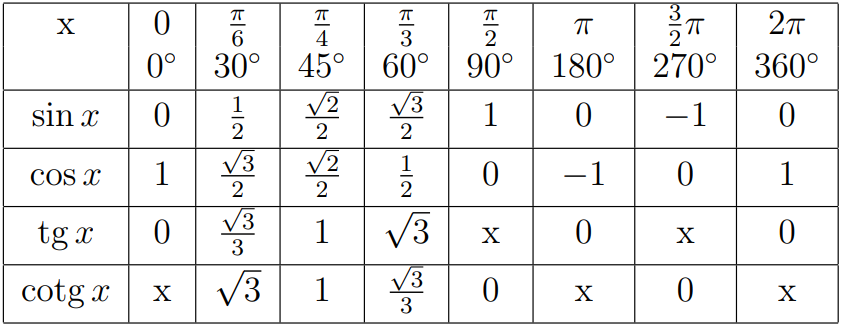 x 0 π/6 π/4 π/3 π/2 π 3/2π 2π
0° 30° 45° 60° 90° 180° 270° 360°
sin x 0 1/2 √2/2 √3/2 1 0 −1 0
cos x 1 √3/2 √2/2 1/2 0 −1 0 1
tg x 0 √3/3 1 √3 x 0 x 0
cotg x x √3 1 √3/3 0 x 0 x